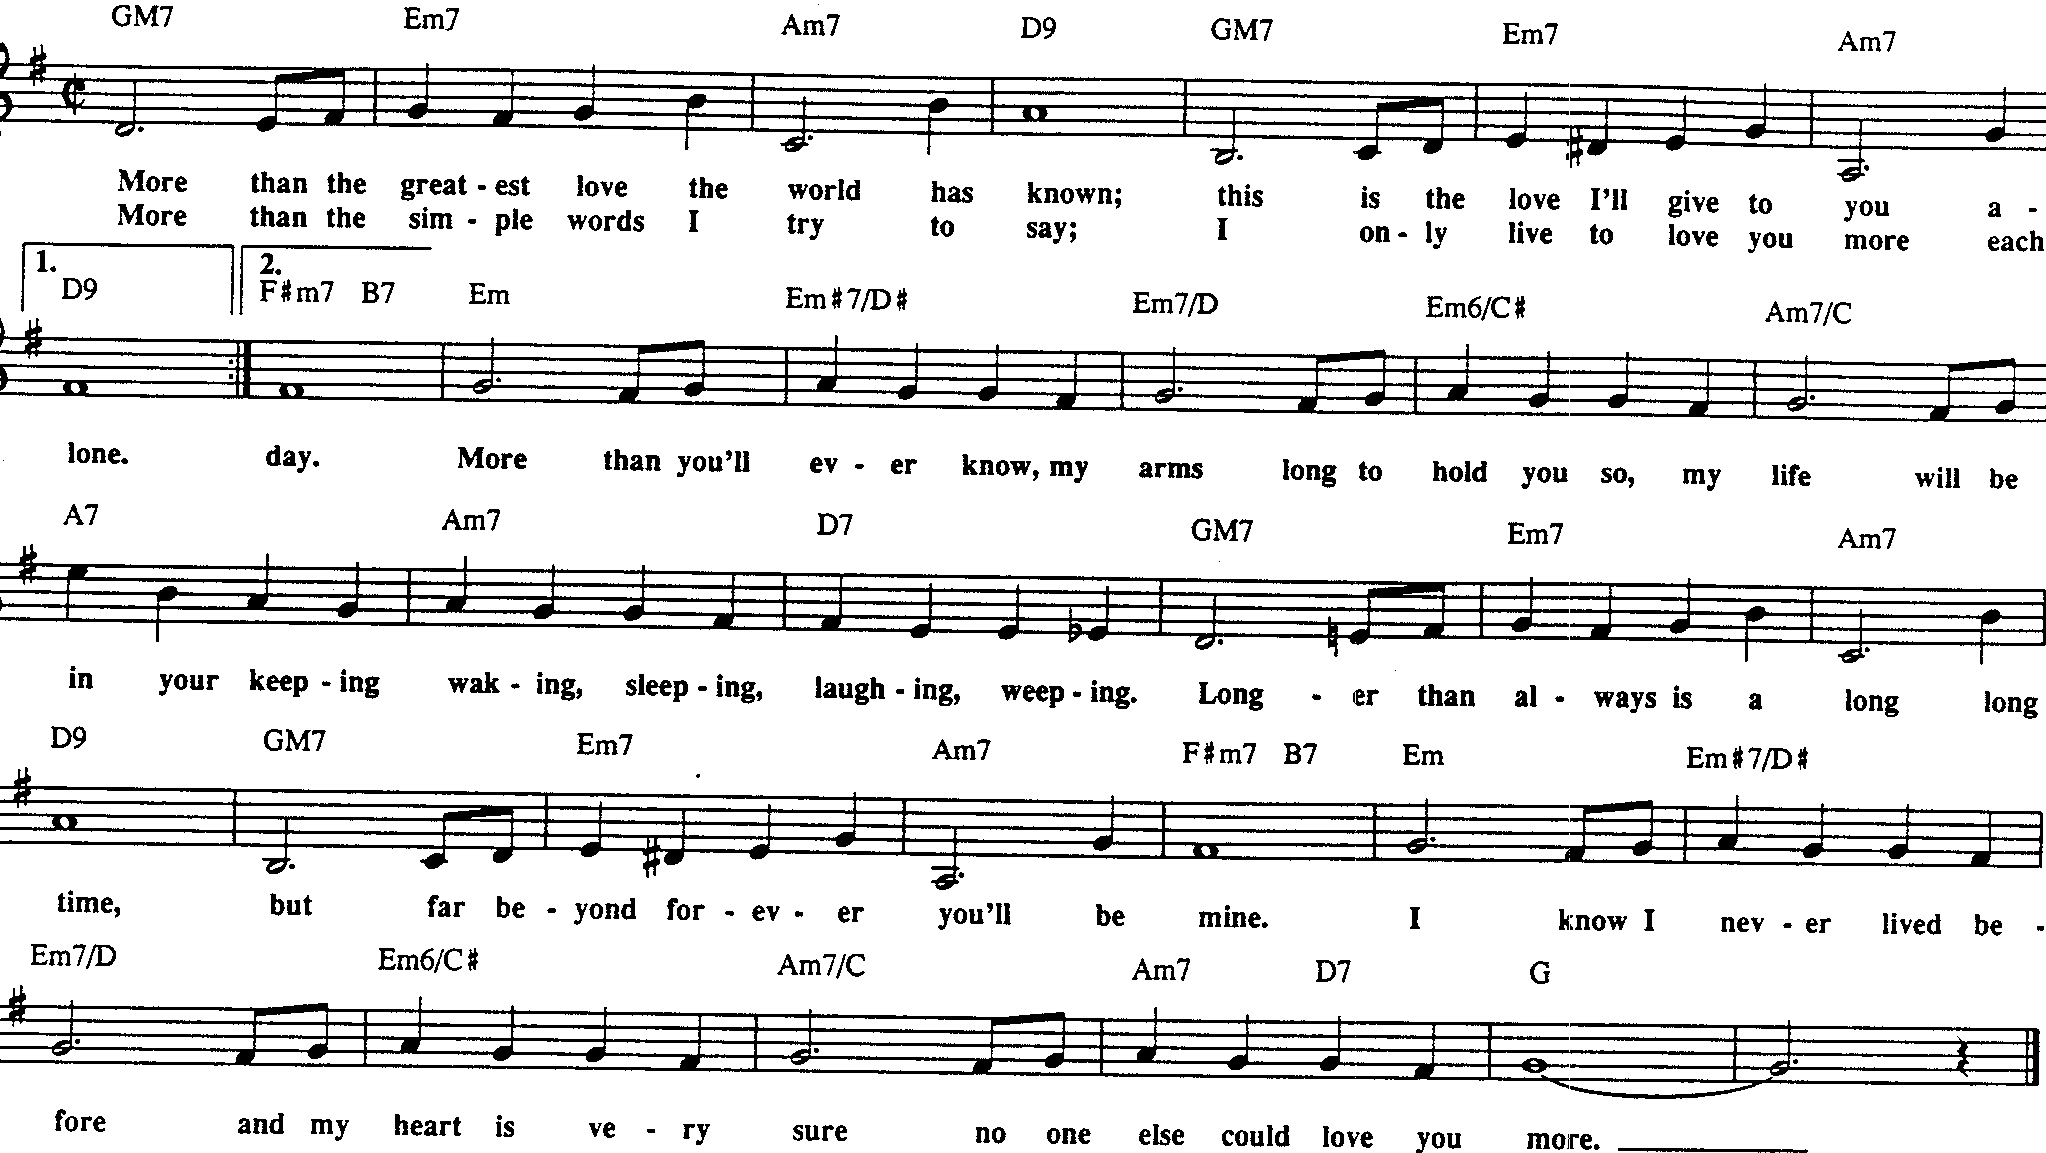 GM7 Em7 Am7 D9 GM7 Em7 Am7
More than the great - est love the world has known; this is the love I'll give to you a -
More than the sim - ple words I try to say; I on - ly live to love you more each
1. 2.
D9 F#m7 B7 Em Em#7/D# Em7/D Em6/C# Am7/C
lone. day. More than you'll ev - er know, my arms long to hold you so, my life will be
A7 Am7 D7 GM7 Em7 Am7
in your keep - ing wak - ing, sleep - ing, laugh - ing, weep - ing. Long - er than al - ways is a long long
D9 GM7 Em7 Am7 F#m7 B7 Em Em#7/D#
time, but far be - yond for - ev - er you'll be mine. I know I nev - er lived be -
Em7/D Em6/C# Am7/C Am7 D7 G
fore and my heart is ve - ry sure no one else could love you more.